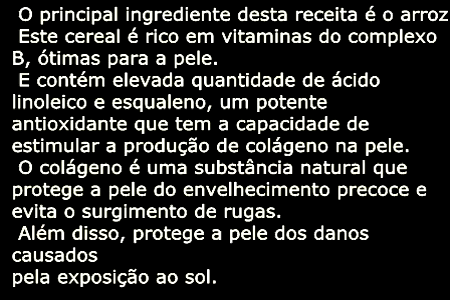 O principal ingrediente desta receita é o arroz
Este cereal é rico em vitaminas do complexo
B, ótimas para a pele.
E contém elevada quantidade de ácido
linoleico e esqualeno, um potente
antioxidante que tem a capacidade de
estimular a produção de colágeno na pele.
O colágeno é uma substância natural que
protege a pele do envelhecimento precoce e
evita o surgimento de rugas.
Além disso, protege a pele dos danos
causados
pela exposição ao sol.